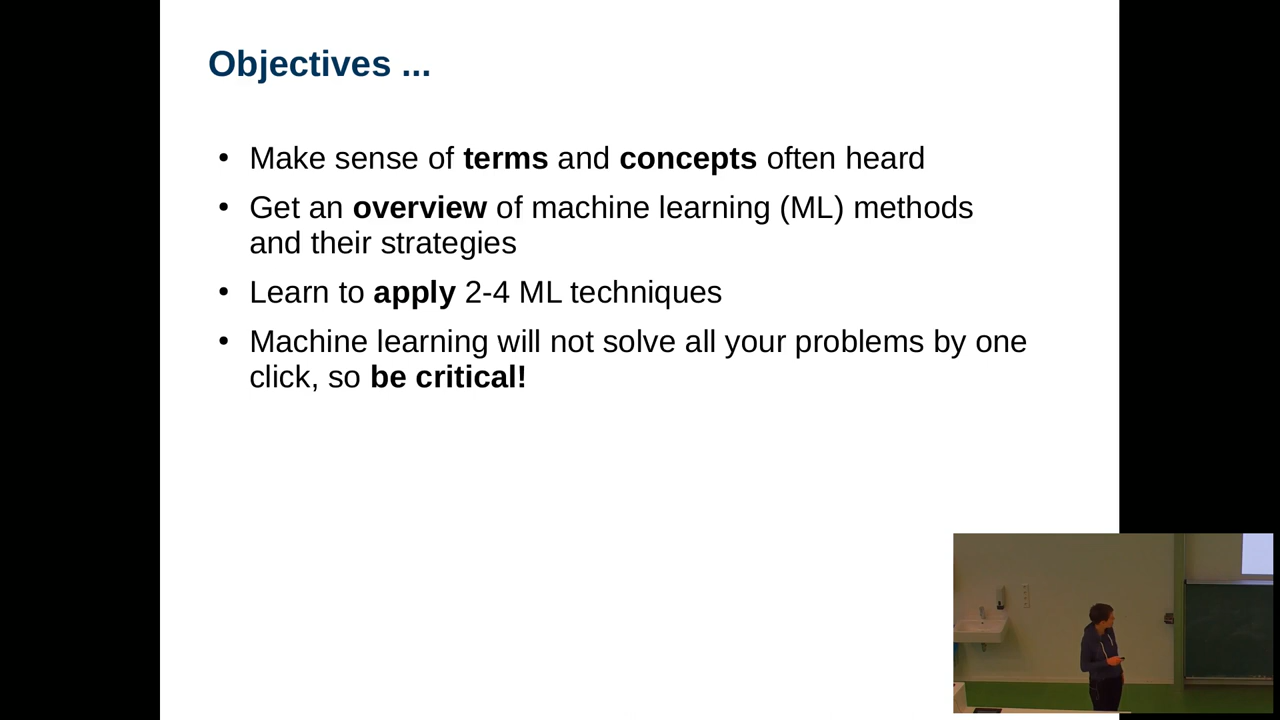 Objectives ...
• Make sense of terms and concepts often heard
• Get an overview of machine learning (ML) methods
and their strategies
• Learn to apply 2-4 ML techniques
• Machine learning will not solve all your problems by one
click, so be critical!